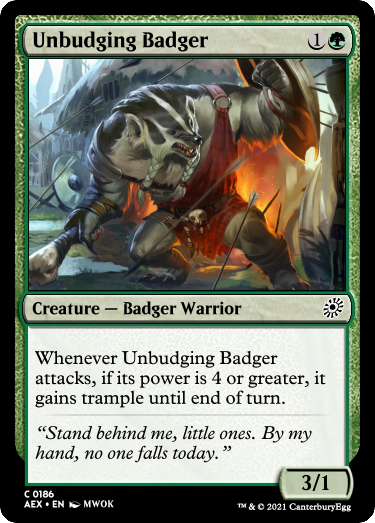 Unbudging Badger 1
Creature — Badger Warrior
Whenever Unbudging Badger
attacks, if its power is 4 or greater, it
gains trample until end of turn.
“Stand behind me, little ones. By my
hand, no one falls today.”
3/1
C 0186
AEX • EN MWOK
™ & © 2021 CanterburyEgg